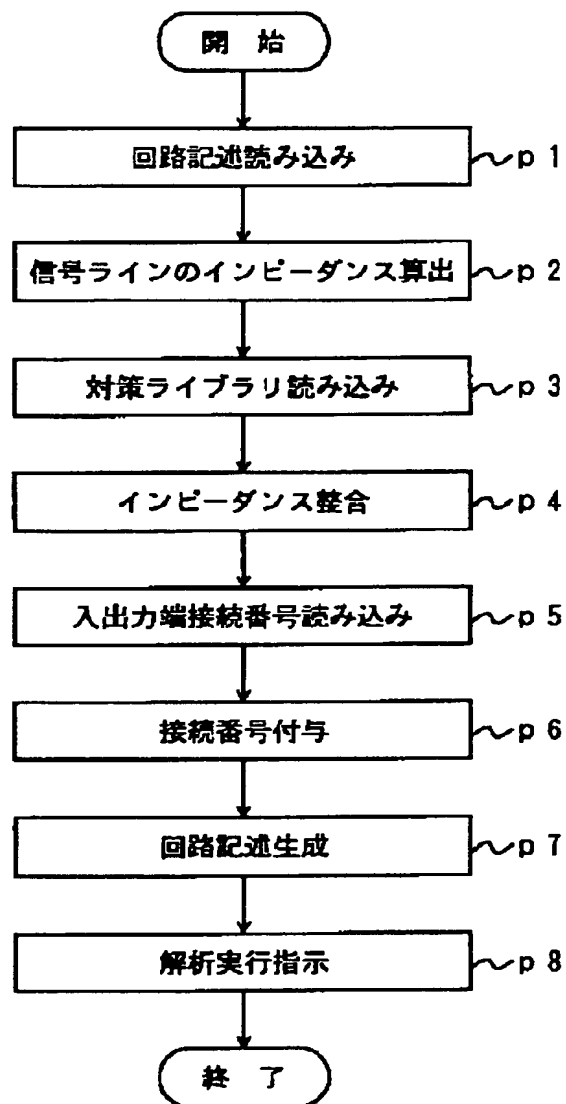 開 始
回路記述読み込み p 1
信号ラインのインピーダンス算出 p 2
対策ライブラリ読み込み p 3
インピーダンス整合 p 4
入出力端接続番号読み込み p 5
接続番号付与 p 6
回路記述生成 p 7
解析実行指示 p 8
終 了